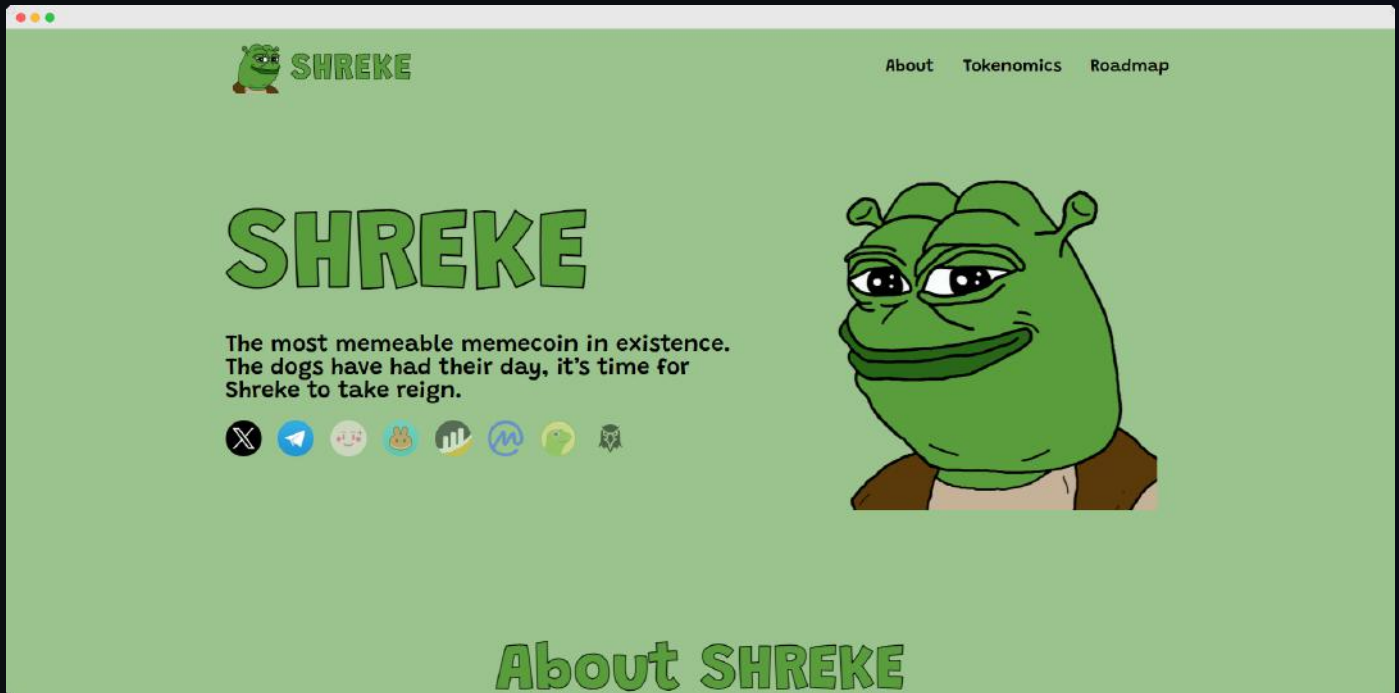 SHREKE
About Tokenomics Roadmap
SHREKE
The most memeable memecoin in existence.
The dogs have had their day, it's time for
Shreke to take reign.
About SHREKE